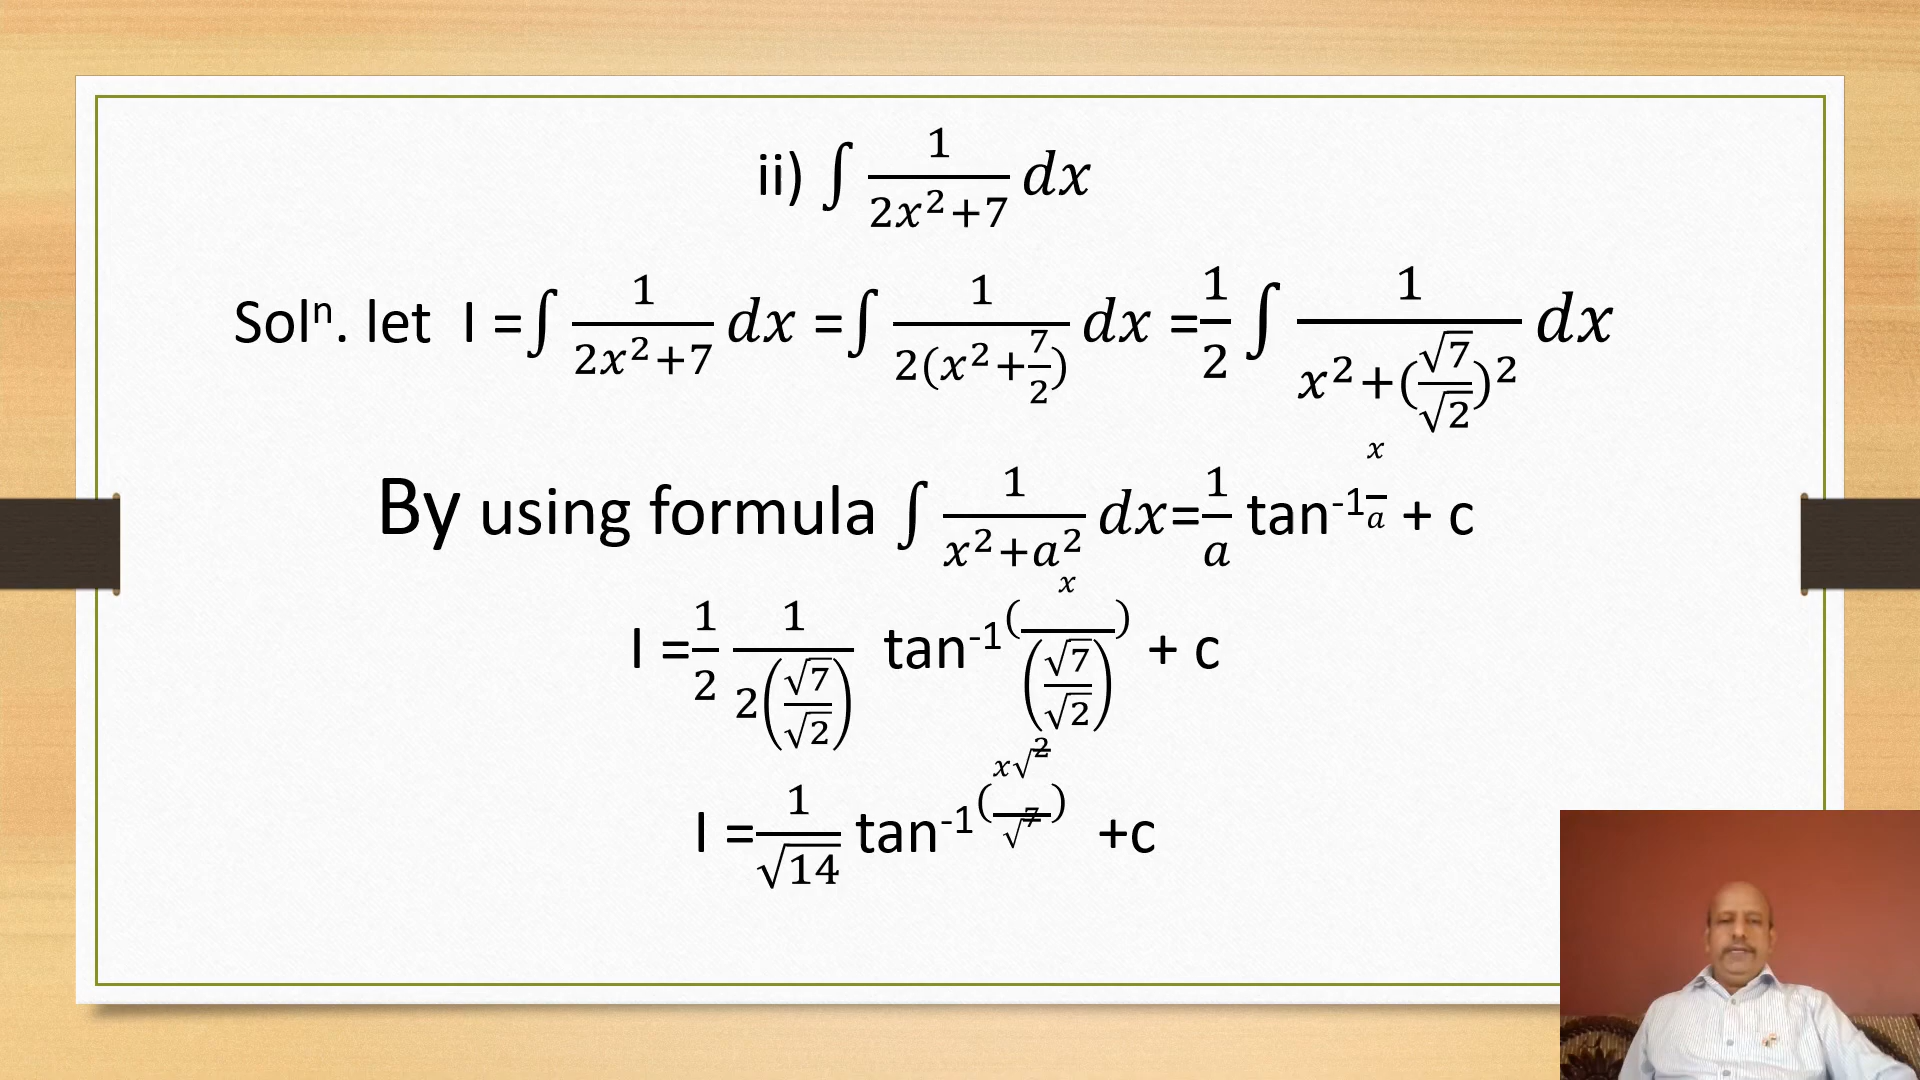 ii) ∫ 1/(2x²+7) dx
Solⁿ. let I =∫ 1/(2x²+7) dx =∫ 1/(2(x²+7/2)) dx =1/2 ∫ 1/(x²+(√7/√2)²) dx
By using formula ∫ 1/(x²+a²) dx=1/a tan⁻¹ x/a + c
I =1/2 1/(2(√7/√2)) tan⁻¹(x/(√7/√2)) + c
I =1/√14 tan⁻¹(x√2/√7) +c